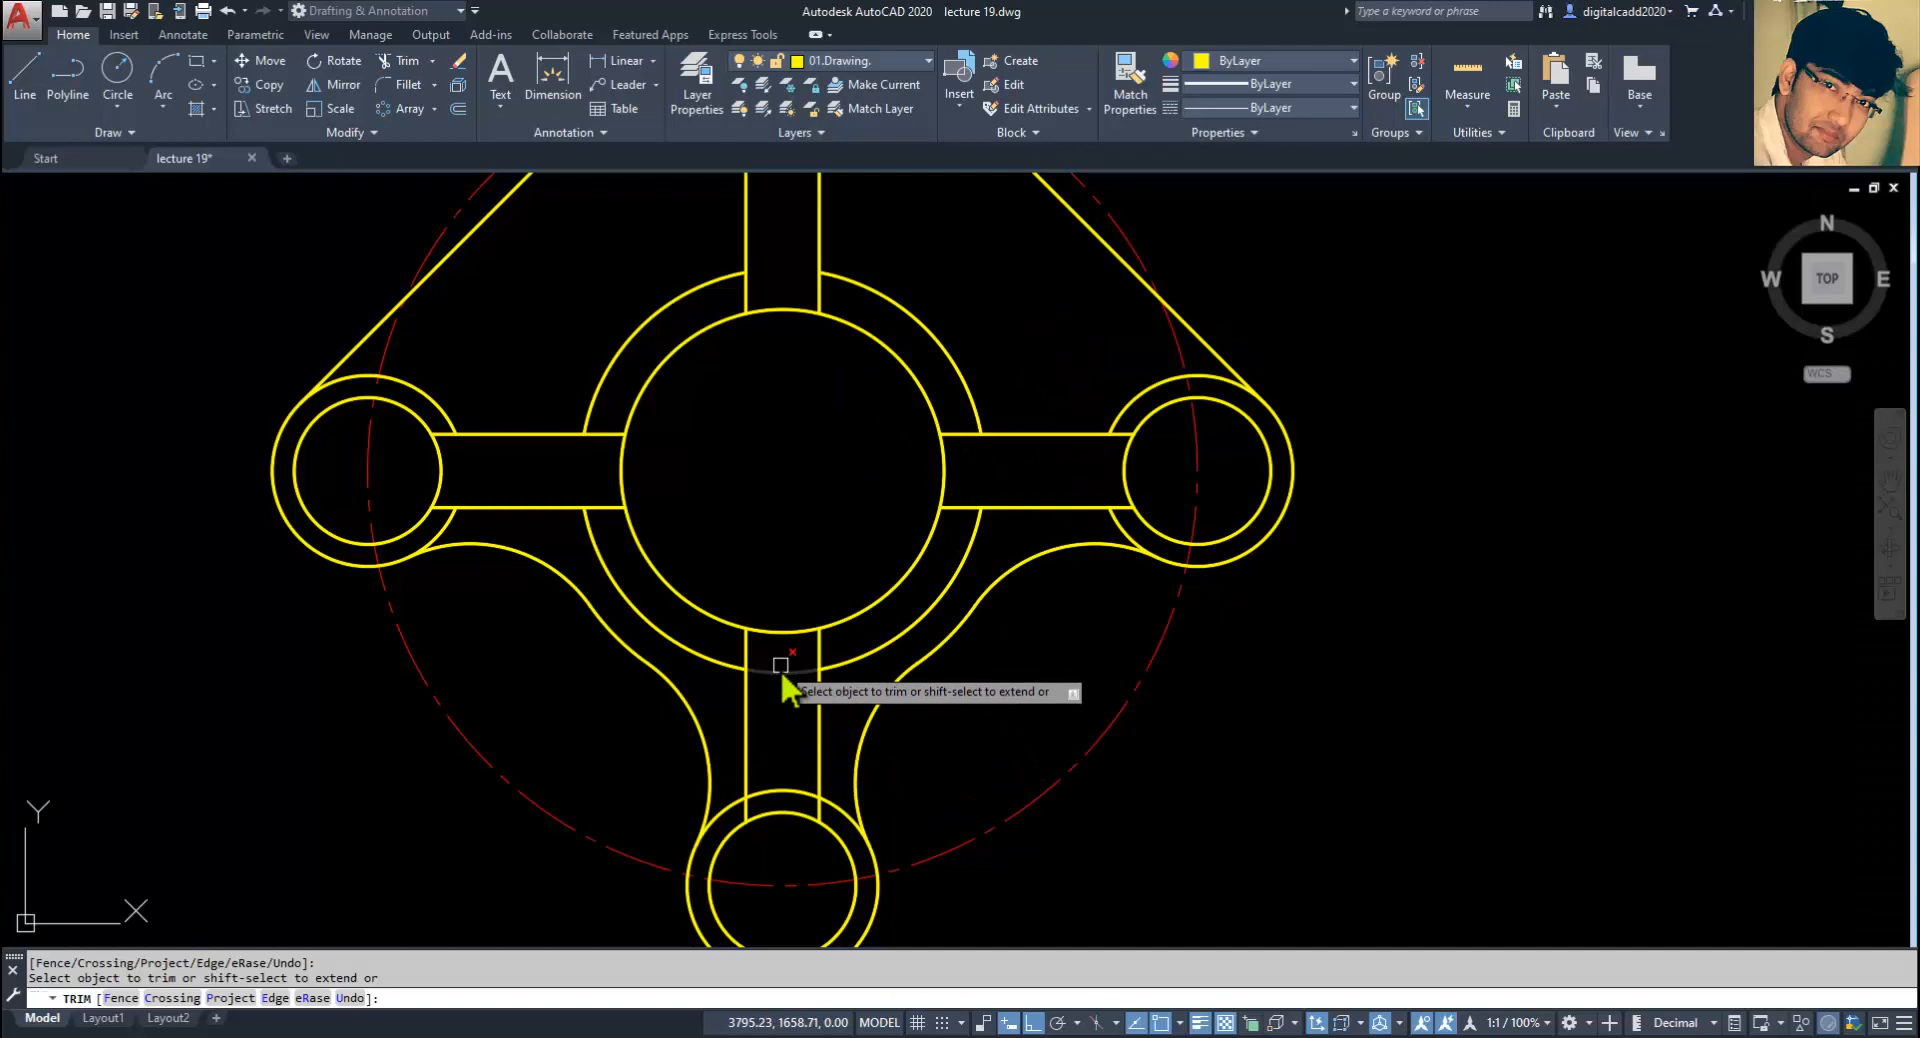 Drafting & Annotation
Autodesk AutoCAD 2020 lecture 19.dwg
Type a keyword or phrase
digitalcadd2020
Home Insert Annotate Parametric View Manage Output Add-ins Collaborate Featured Apps Express Tools
Line Polyline Circle Arc
Draw
Move Rotate Trim
Copy Mirror Fillet
Stretch Scale Array
Modify
Text Dimension
Linear
Leader
Table
Annotation
Layer Properties
01.Drawing.
Make Current
Match Layer
Layers
Insert
Create
Edit
Edit Attributes
Block
Match Properties
ByLayer
ByLayer
ByLayer
Properties
Group
Groups
Measure
Utilities
Paste
Clipboard
Base
View
Start lecture 19*
N
W TOP E
S
WCS
Select object to trim or shift-select to extend or
Y
X
[Fence/Crossing/Project/Edge/eRase/Undo]:
Select object to trim or shift-select to extend or
TRIM [Fence Crossing Project Edge eRase Undo]:
Model Layout1 Layout2
3795.23, 1658.71, 0.00 MODEL 1:1 / 100% Decimal